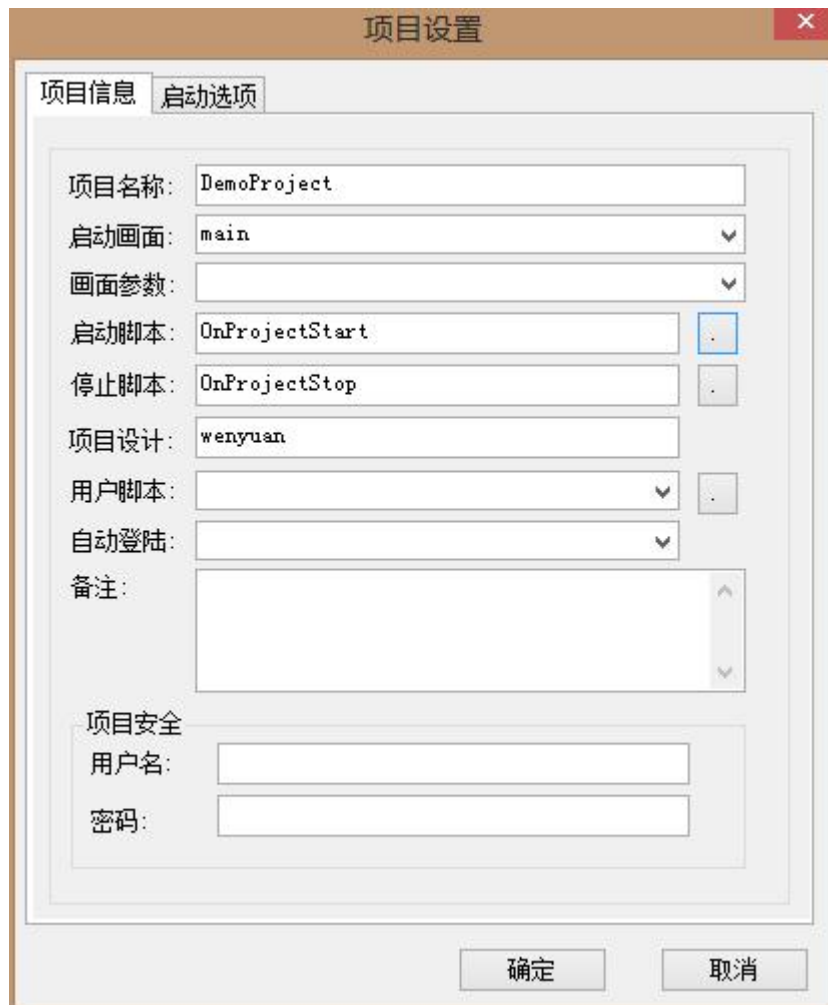 项目设置
项目信息 启动选项
项目名称: DemoProject
启动画面: main
画面参数:
启动脚本: OnProjectStart .
停止脚本: OnProjectStop .
项目设计: wenyuan
用户脚本: .
自动登陆:
备注:
项目安全
用户名:
密码:
确定 取消